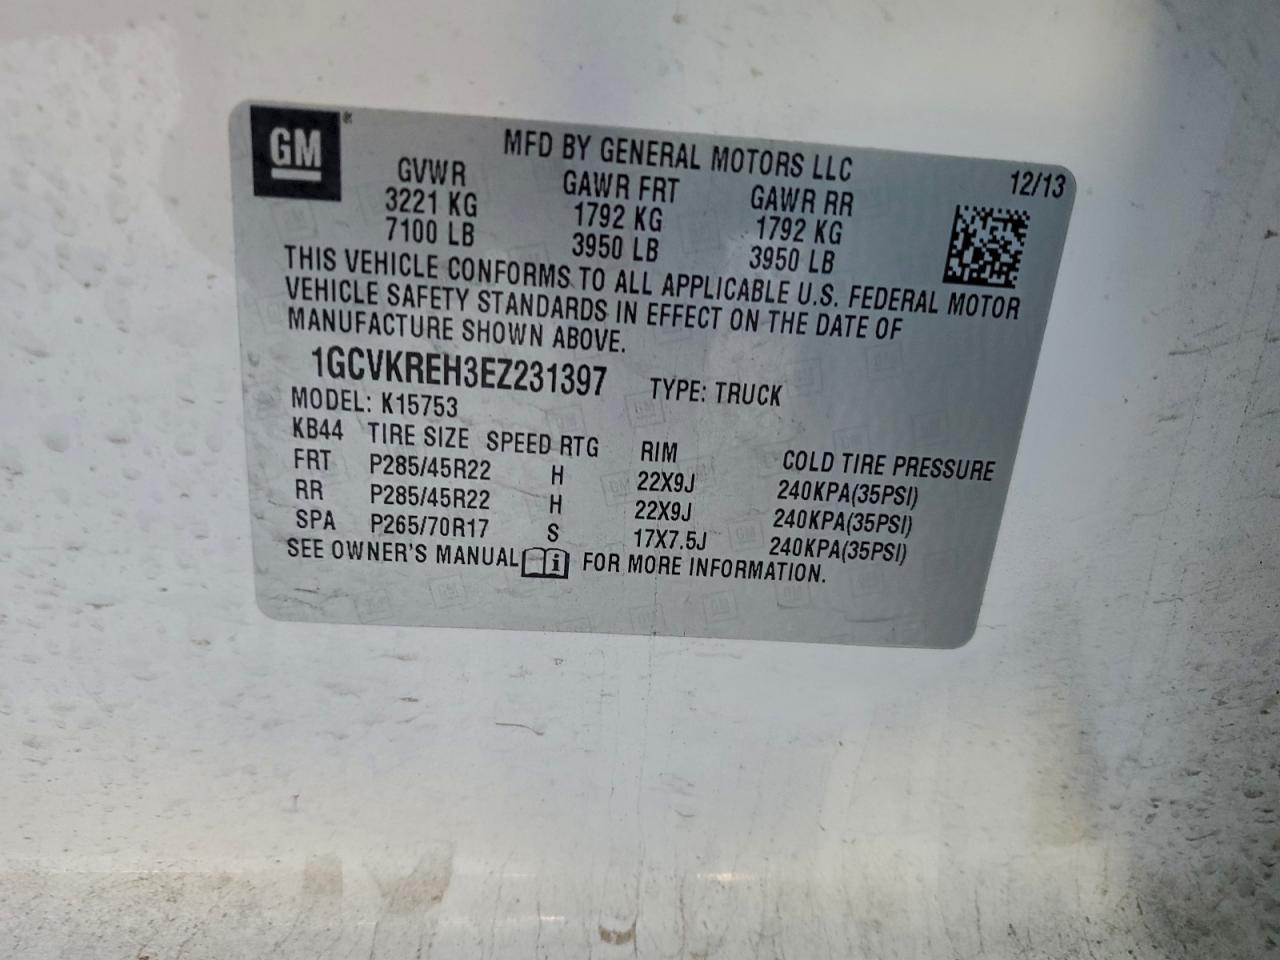 GM
MFD BY GENERAL MOTORS LLC
12/13
GVWR GAWR FRT GAWR RR
3221 KG 1792 KG 1792 KG
7100 LB 3950 LB 3950 LB
THIS VEHICLE CONFORMS TO ALL APPLICABLE U.S. FEDERAL MOTOR
VEHICLE SAFETY STANDARDS IN EFFECT ON THE DATE OF
MANUFACTURE SHOWN ABOVE.
1GCVKREH3EZ231397 TYPE: TRUCK
MODEL: K15753
KB44 TIRE SIZE SPEED RTG RIM COLD TIRE PRESSURE
FRT P285/45R22 H 22X9J 240KPA(35PSI)
RR P285/45R22 H 22X9J 240KPA(35PSI)
SPA P265/70R17 S 17X7.5J 240KPA(35PSI)
SEE OWNER'S MANUAL i FOR MORE INFORMATION.